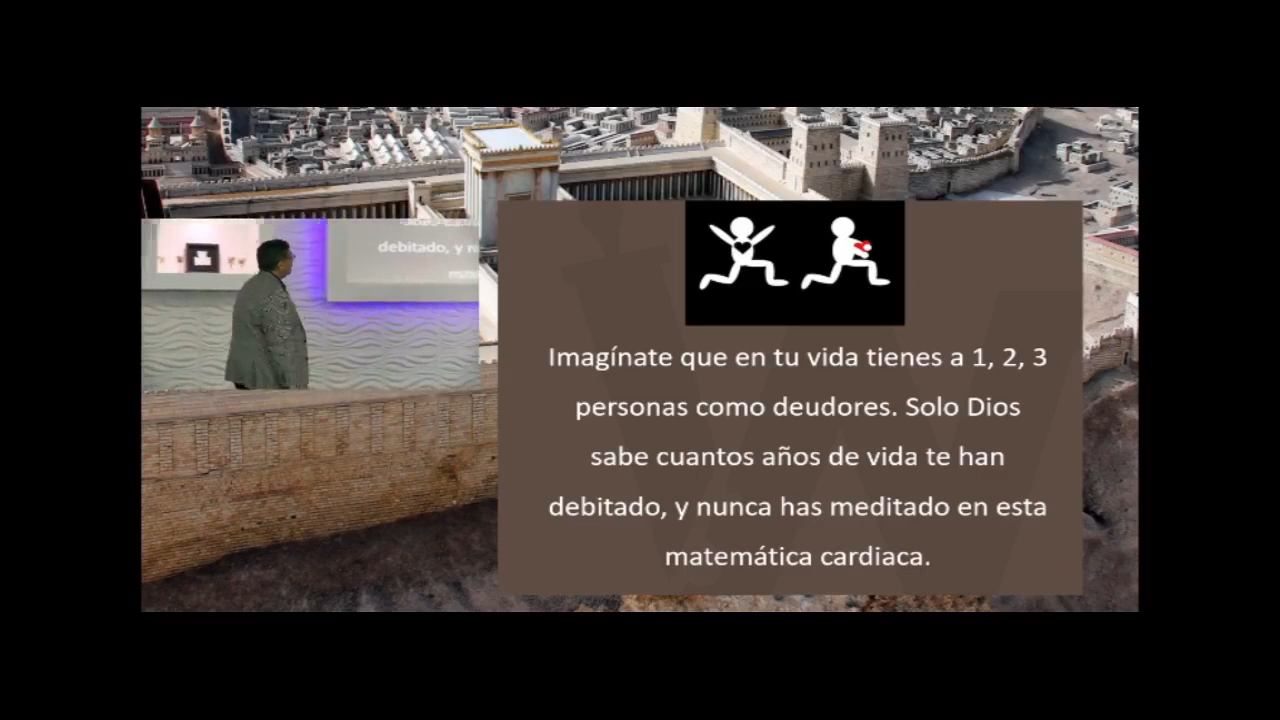 debitado, y
Imagínate que en tu vida tienes a 1, 2, 3
personas como deudores. Solo Dios
sabe cuantos años de vida te han
debitado, y nunca has meditado en esta
matemática cardiaca.